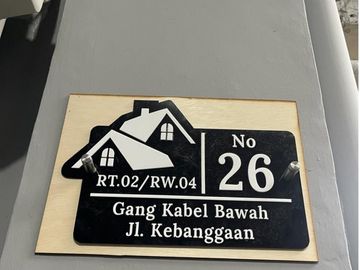 No
26
RT.02/RW.04
Gang Kabel Bawah
Jl. Kebanggaan